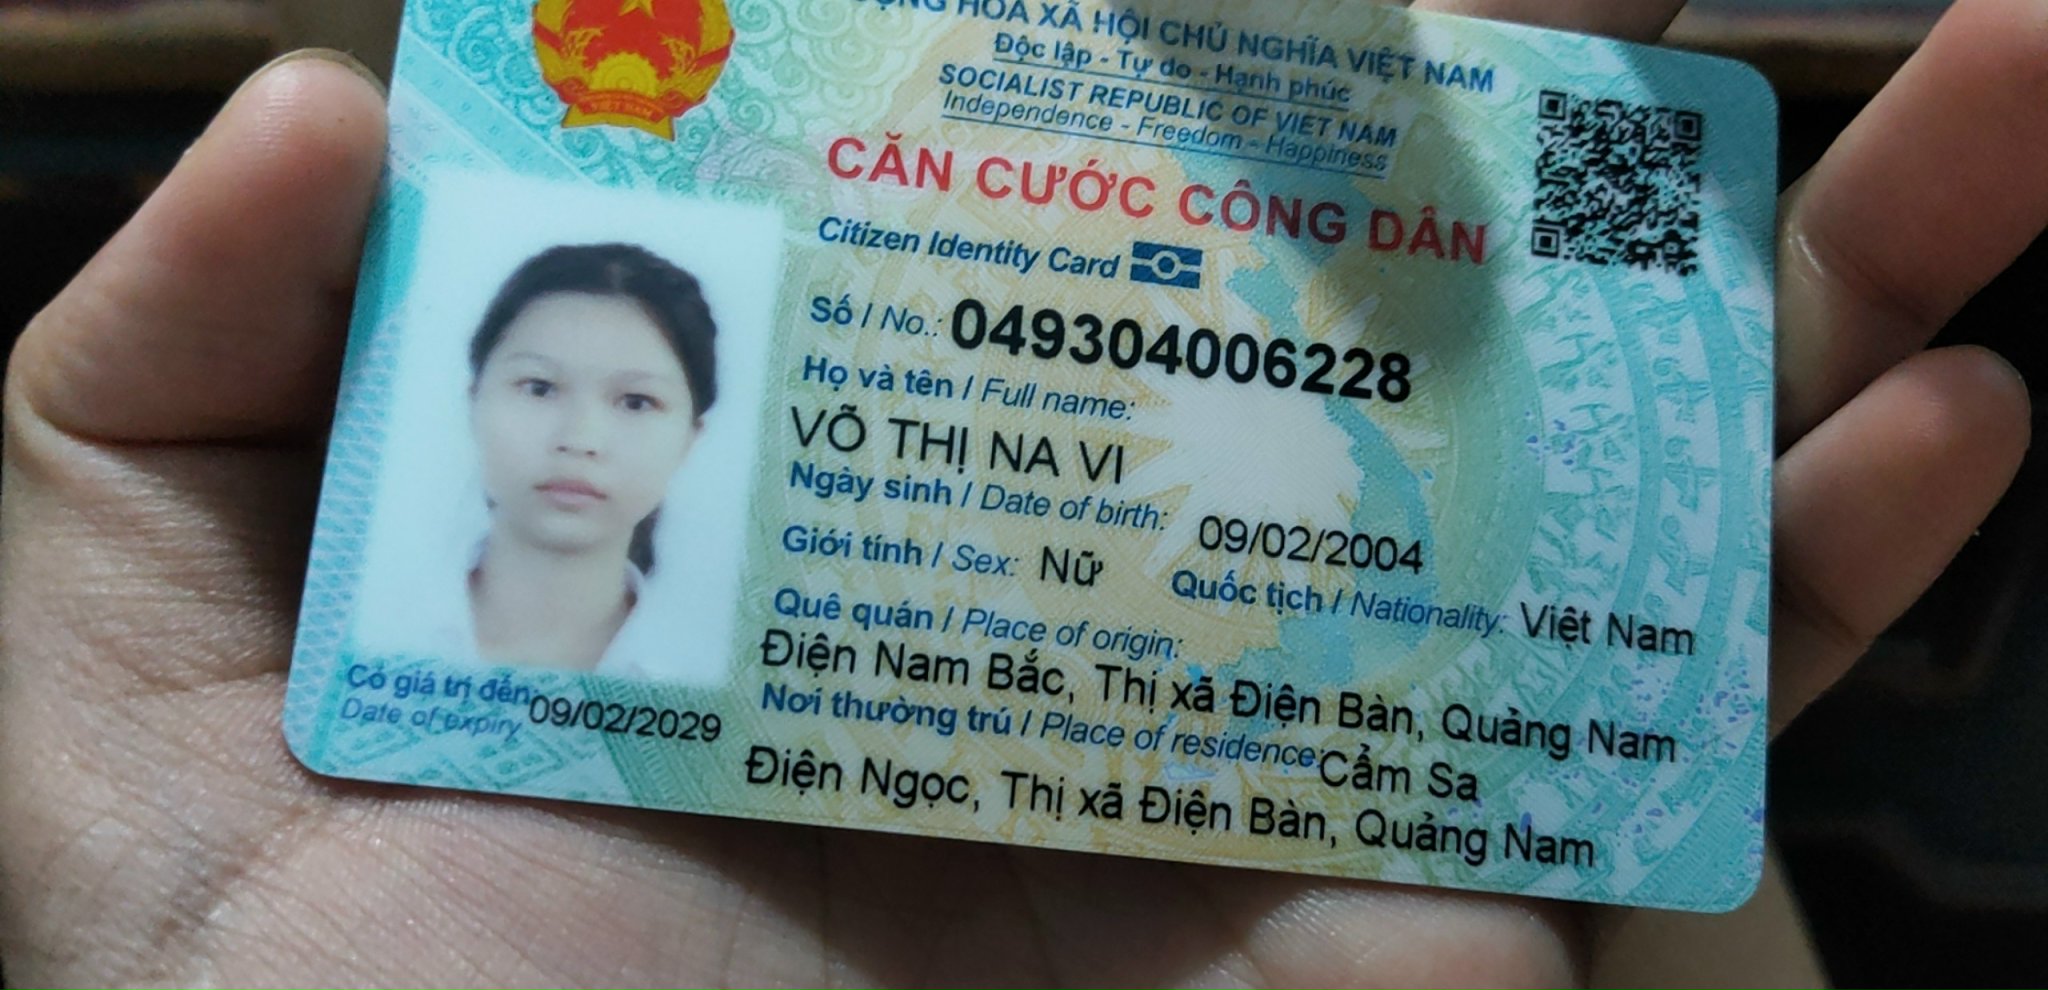 HÒA XÃ HỘI CHỦ NGHĨA VIỆT NAM
Độc lập - Tự do - Hạnh phúc
SOCIALIST REPUBLIC OF VIET NAM
Independence - Freedom - Happiness
CĂN CƯỚC CÔNG DÂN
Citizen Identity Card
Số / No.: 049304006228
Họ và tên / Full name:
VÕ THỊ NA VI
Ngày sinh / Date of birth: 09/02/2004
Giới tính / Sex: Nữ Quốc tịch / Nationality: Việt Nam
Quê quán / Place of origin:
Điện Nam Bắc, Thị xã Điện Bàn, Quảng Nam
Nơi thường trú / Place of residence: Cẩm Sa
Điện Ngọc, Thị xã Điện Bàn, Quảng Nam
Có giá trị đến 09/02/2029
Date of expiry